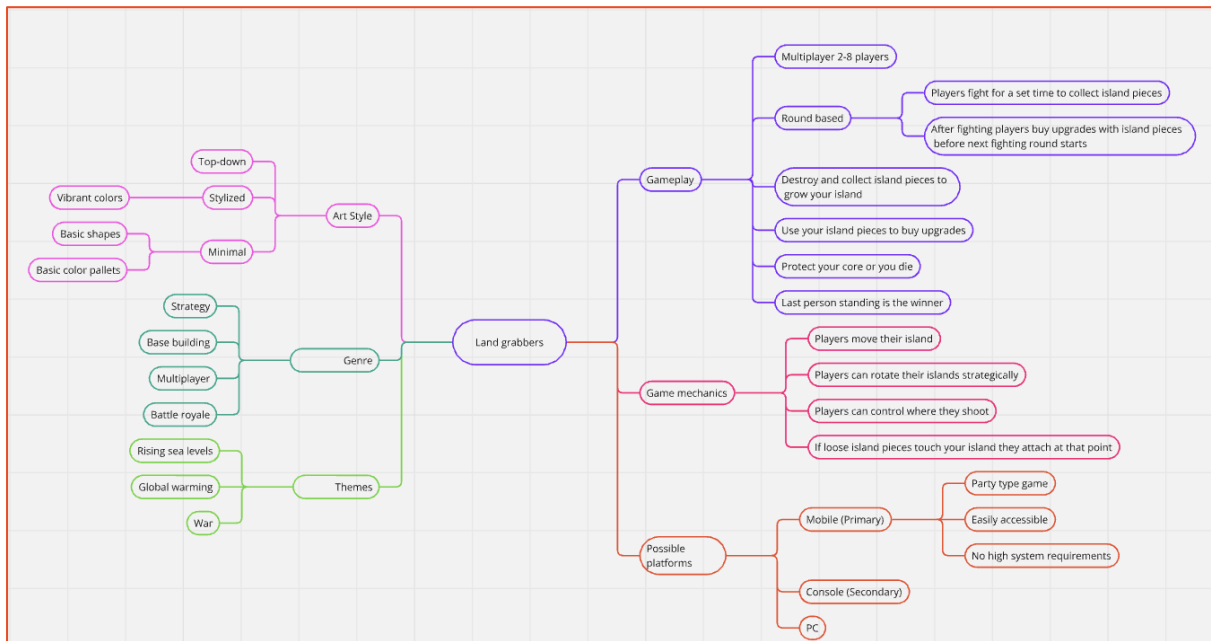 Land grabbers
Gameplay
Multiplayer 2-8 players
Round based
Players fight for a set time to collect island pieces
After fighting players buy upgrades with island pieces
before next fighting round starts
Destroy and collect island pieces to
grow your island
Use your island pieces to buy upgrades
Protect your core or you die
Last person standing is the winner
Game mechanics
Players move their island
Players can rotate their islands strategically
Players can control where they shoot
If loose island pieces touch your island they attach at that point
Possible
platforms
Mobile (Primary)
Party type game
Easily accessible
No high system requirements
Console (Secondary)
PC
Art Style
Top-down
Stylized
Vibrant colors
Minimal
Basic shapes
Basic color pallets
Genre
Strategy
Base building
Multiplayer
Battle royale
Themes
Rising sea levels
Global warming
War